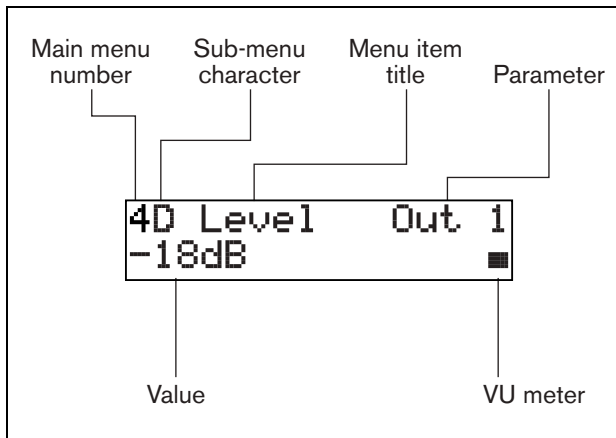 Main menu
number
Sub-menu
character
Menu item
title
Parameter
4D Level Out 1
-18dB
Value
VU meter